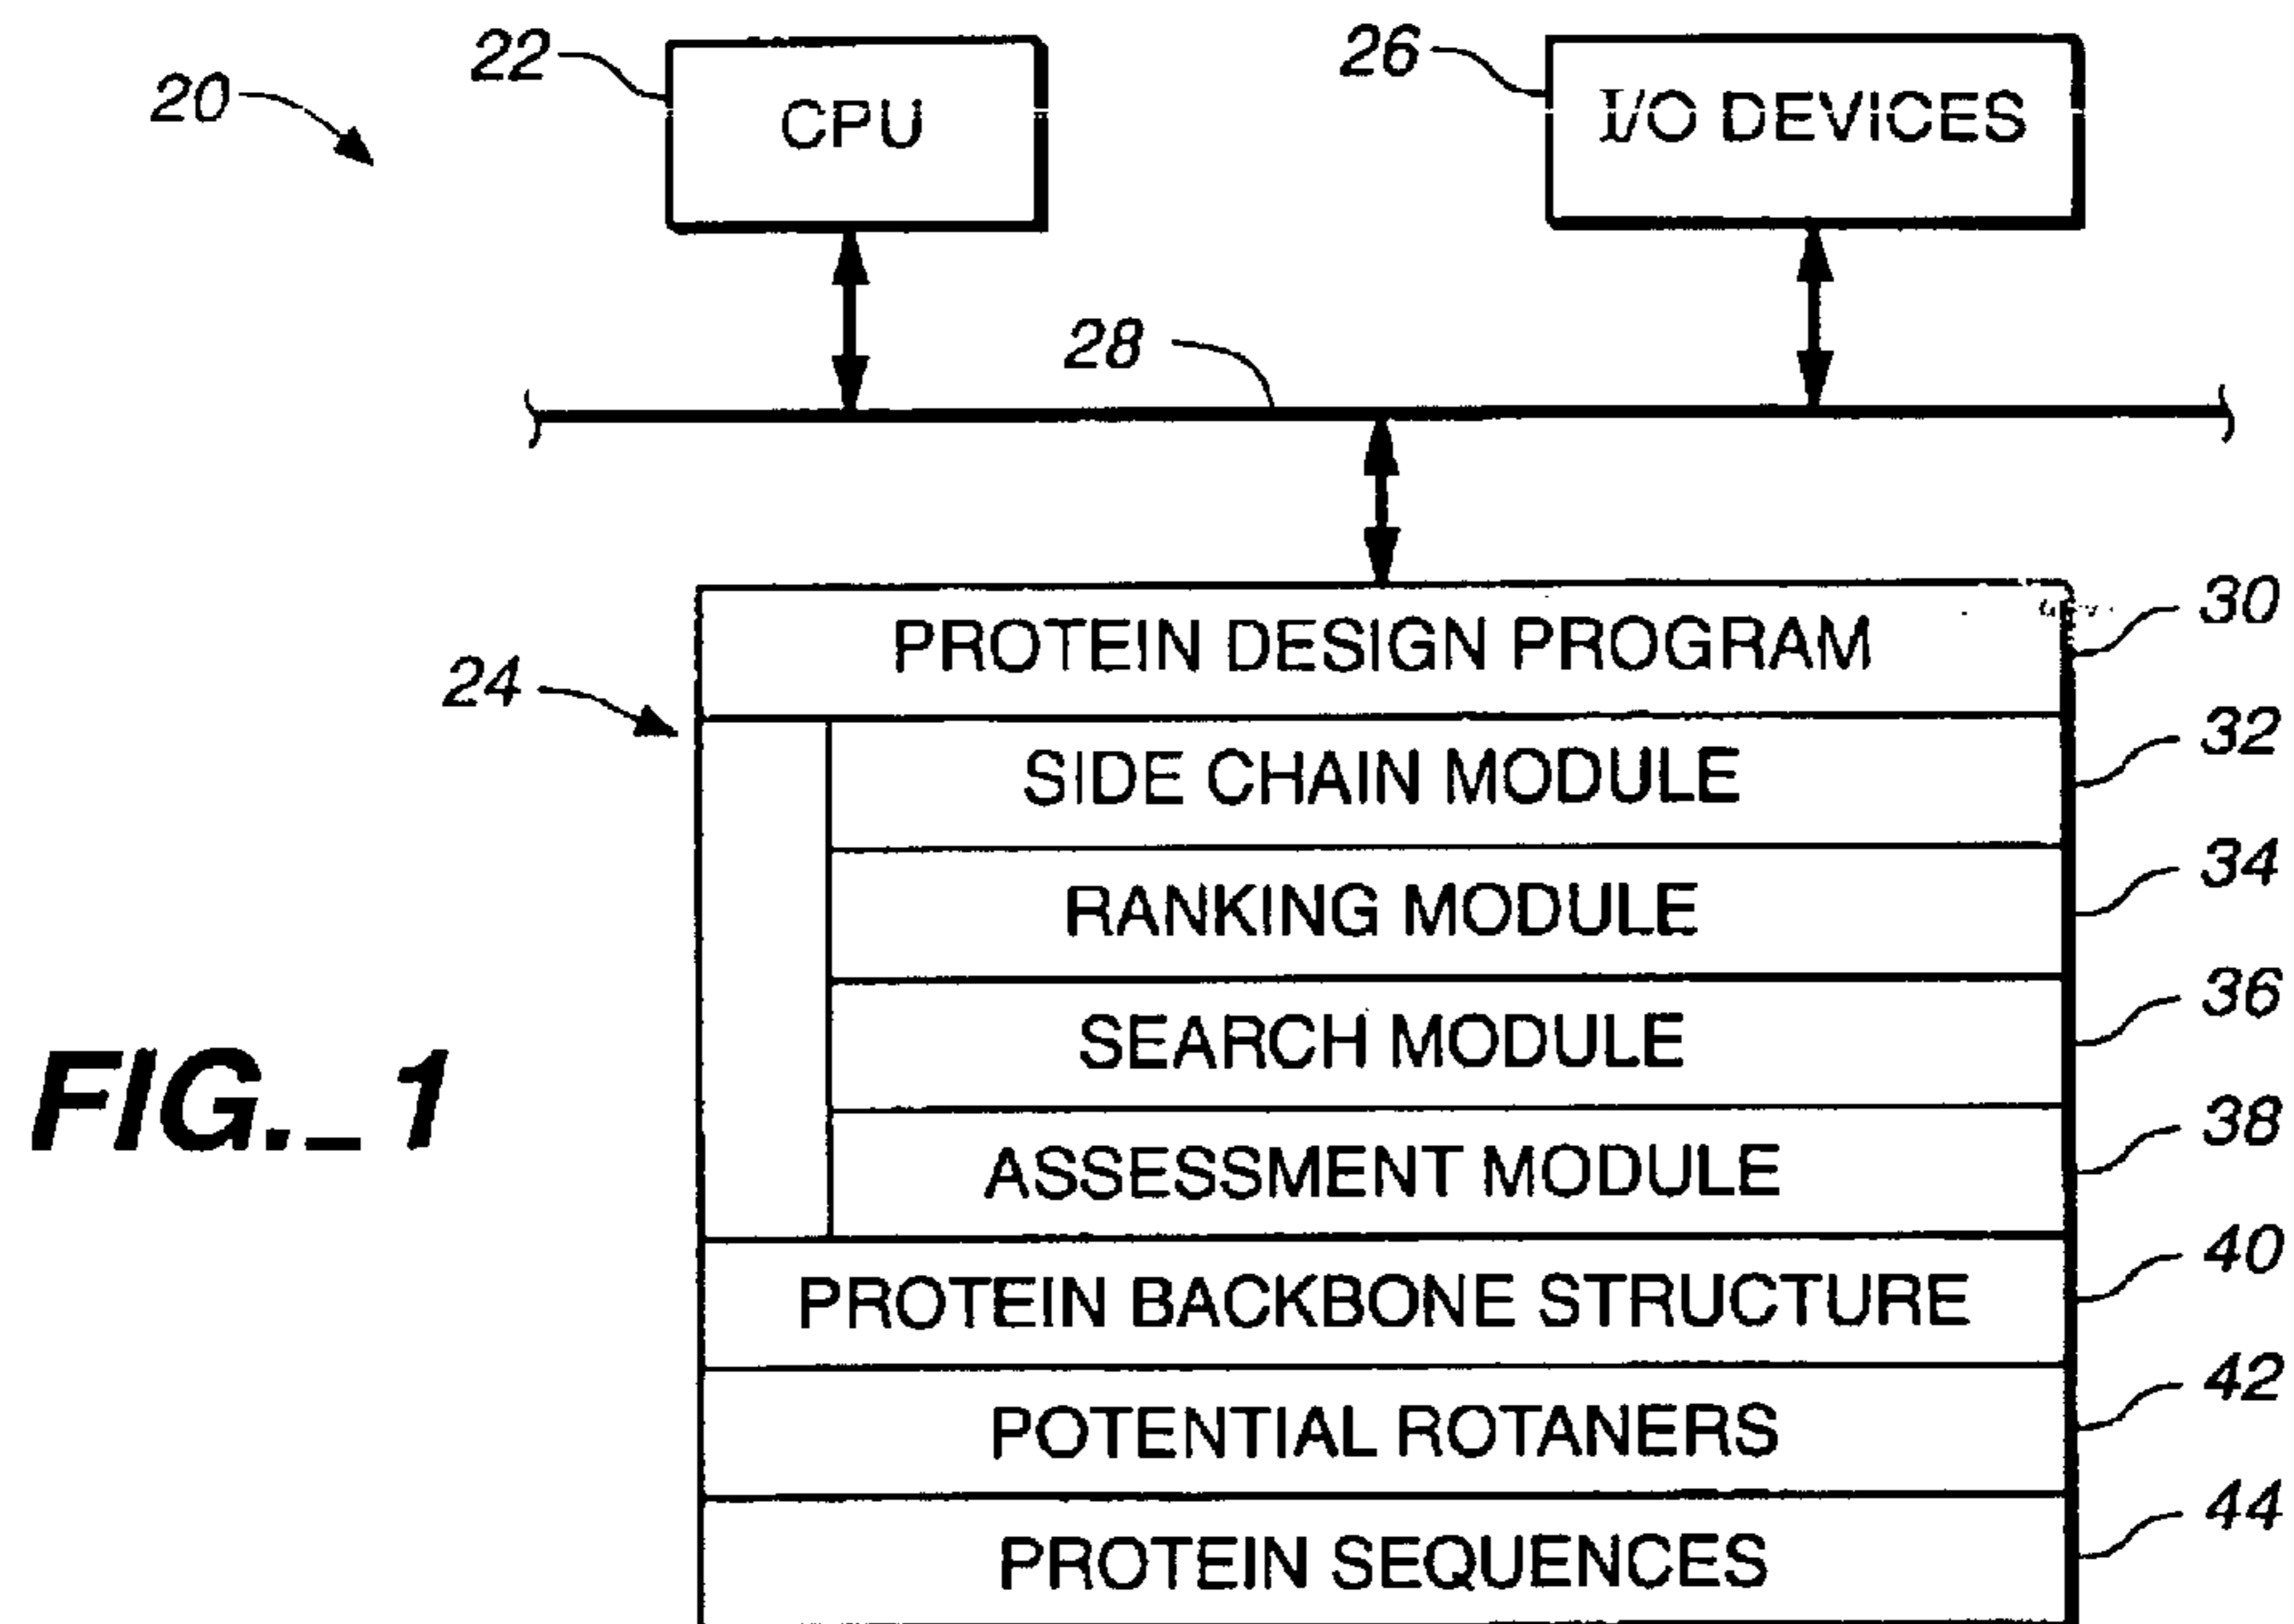 20
22
CPU
26
I/O DEVICES
28
24
PROTEIN DESIGN PROGRAM
30
SIDE CHAIN MODULE
32
RANKING MODULE
34
SEARCH MODULE
36
ASSESSMENT MODULE
38
PROTEIN BACKBONE STRUCTURE
40
POTENTIAL ROTANERS
42
PROTEIN SEQUENCES
44
FIG._1